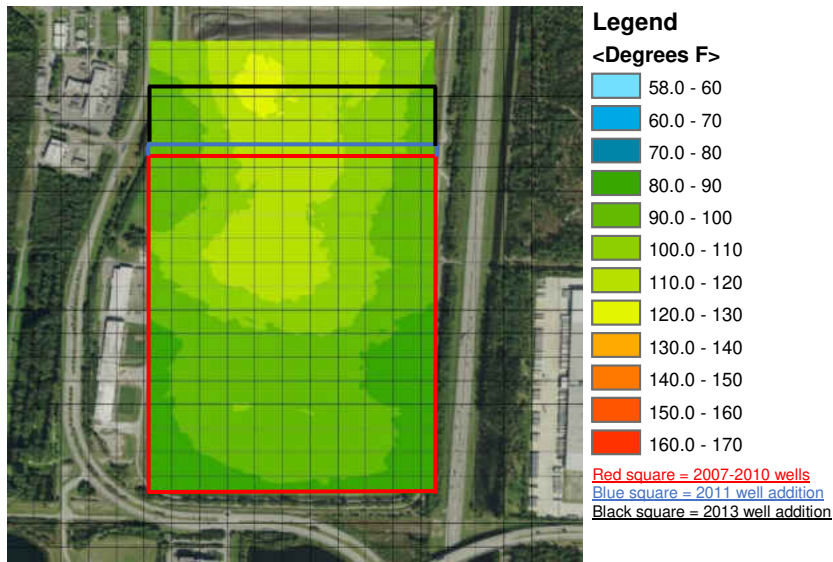 Legend
<Degrees F>
58.0 - 60
60.0 - 70
70.0 - 80
80.0 - 90
90.0 - 100
100.0 - 110
110.0 - 120
120.0 - 130
130.0 - 140
140.0 - 150
150.0 - 160
160.0 - 170
Red square = 2007-2010 wells
Blue square = 2011 well addition
Black square = 2013 well addition